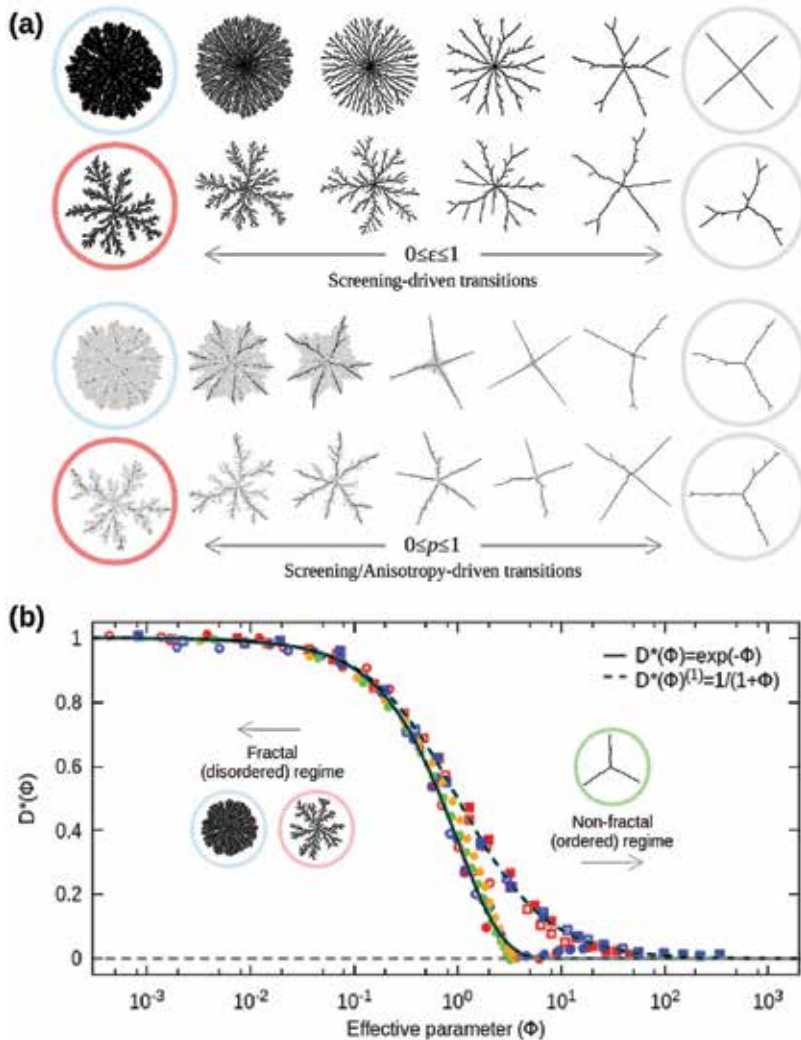 (a)
0≤ε≤1
Screening-driven transitions
0≤p≤1
Screening/Anisotropy-driven transitions
(b)
D*(Φ)=exp(-Φ)
D*(Φ)⁽¹⁾=1/(1+Φ)
Fractal
(disordered) regime
Non-fractal
(ordered) regime
D*(Φ)
1
0.8
0.6
0.4
0.2
0
10⁻³ 10⁻² 10⁻¹ 10⁰ 10¹ 10² 10³
Effective parameter (Φ)